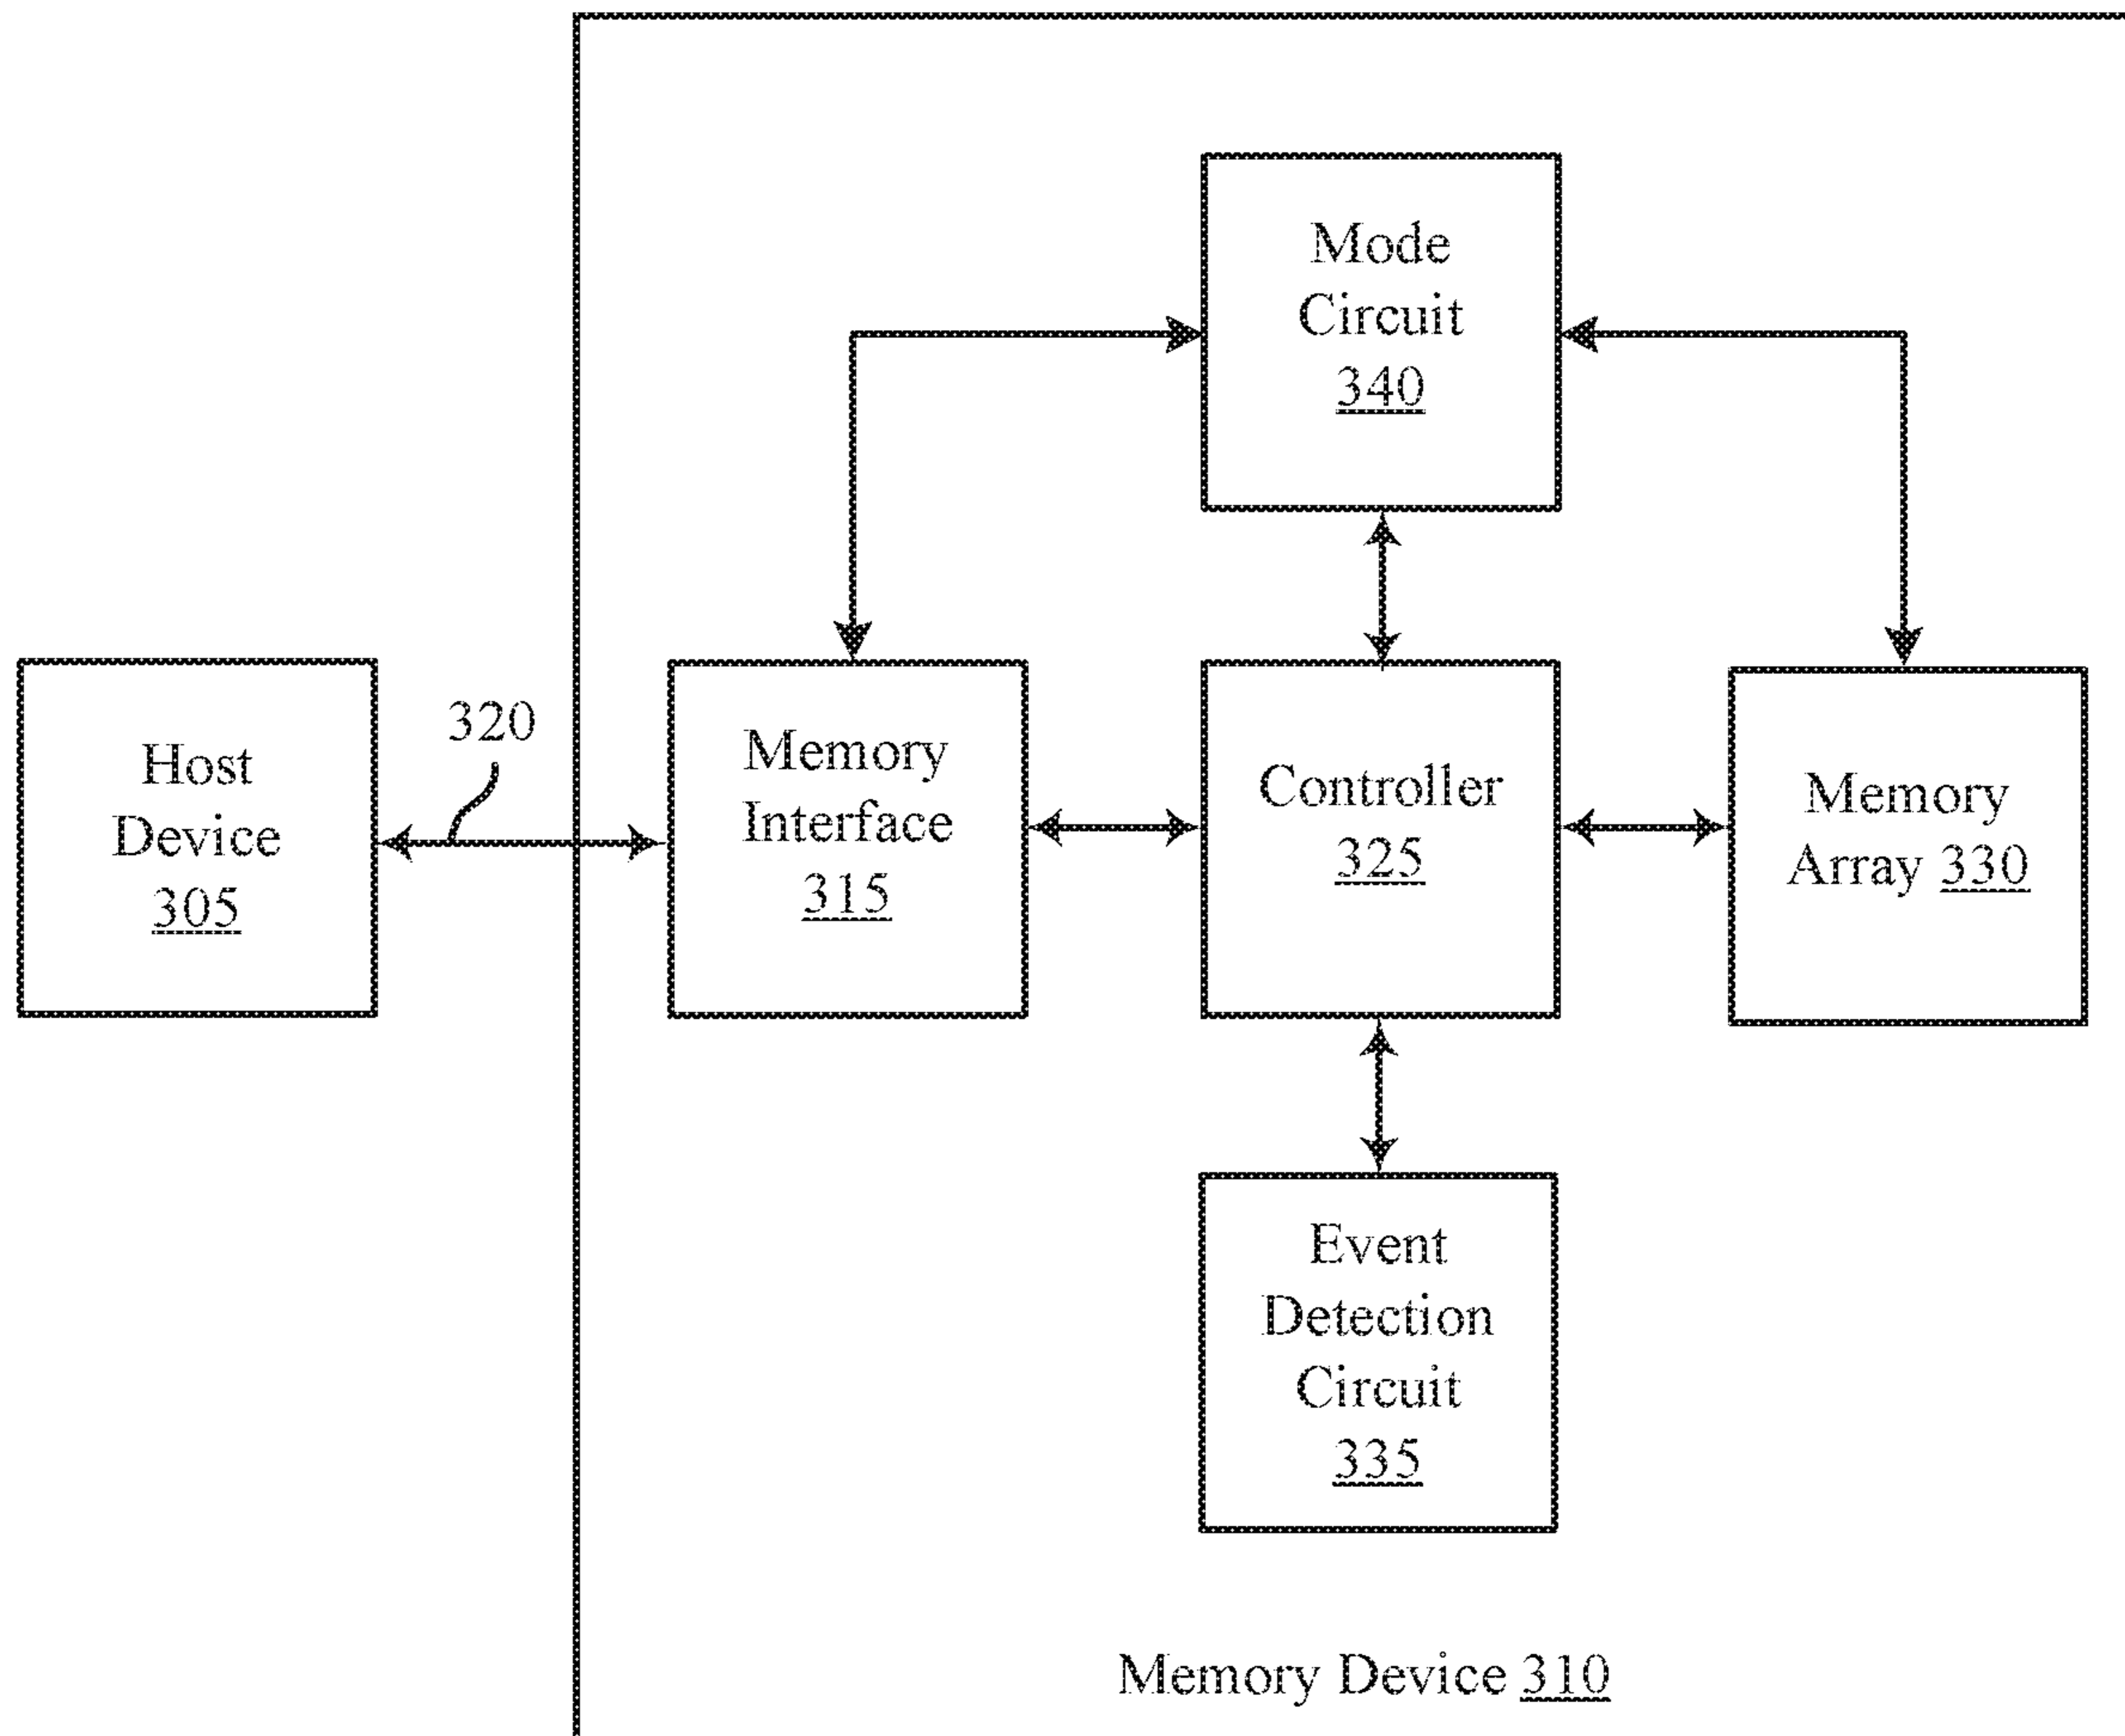 Mode
Circuit
340
Host
Device
305
320
Memory
Interface
315
Controller
325
Memory
Array 330
Event
Detection
Circuit
335
Memory Device 310